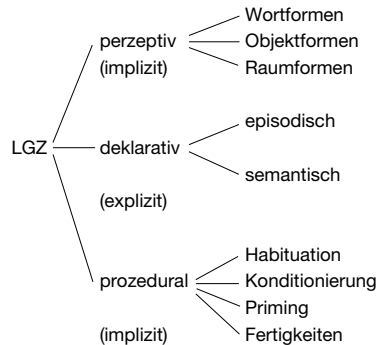 Wortformen
perzeptiv
Objektformen
(implizit)
Raumformen
episodisch
LGZ
deklarativ
semantisch
(explizit)
Habituation
prozedural
Konditionierung
Priming
(implizit)
Fertigkeiten